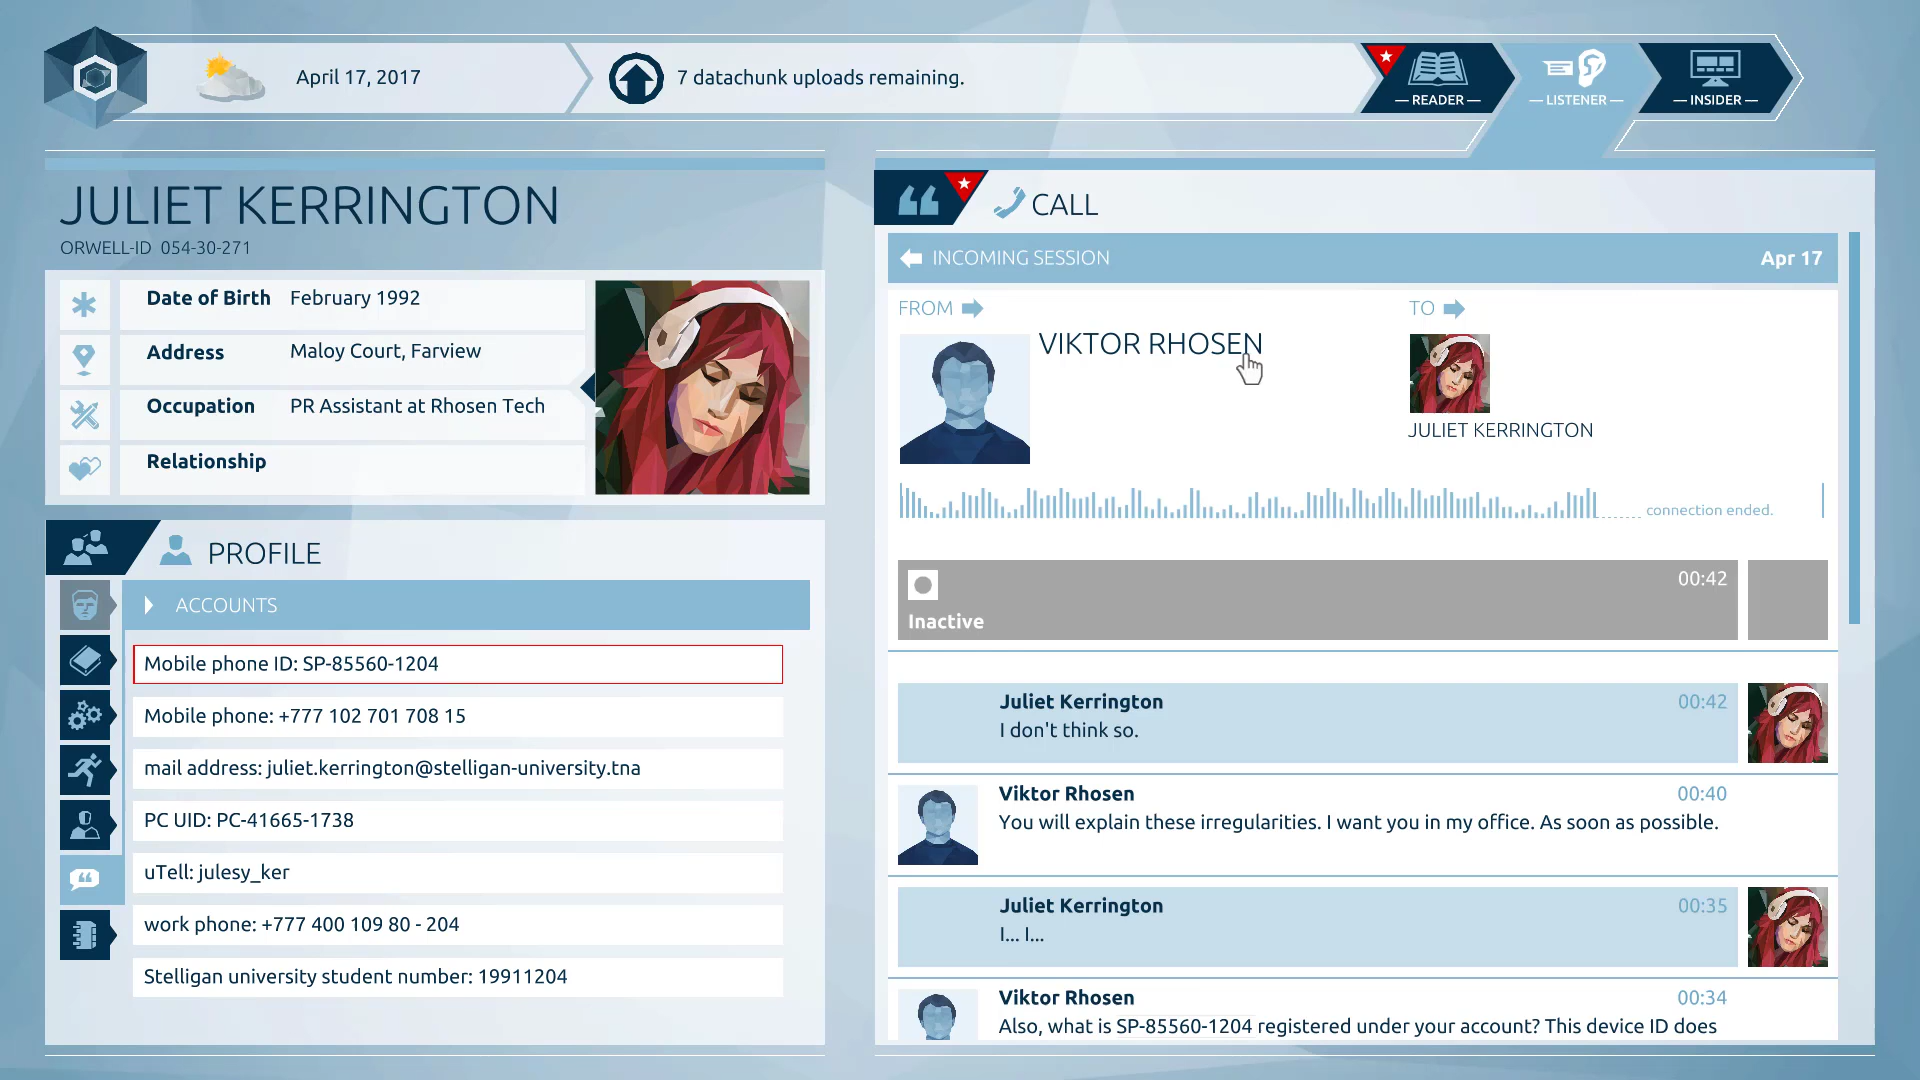 April 17, 2017
7 datachunk uploads remaining.
— READER —
— LISTENER —
— INSIDER —
JULIET KERRINGTON
ORWELL-ID 054-30-271
Date of Birth February 1992
Address Maloy Court, Farview
Occupation PR Assistant at Rhosen Tech
Relationship
PROFILE
ACCOUNTS
Mobile phone ID: SP-85560-1204
Mobile phone: +777 102 701 708 15
mail address: juliet.kerrington@stelligan-university.tna
PC UID: PC-41665-1738
uTell: julesy_ker
work phone: +777 400 109 80 - 204
Stelligan university student number: 19911204
CALL
INCOMING SESSION Apr 17
FROM TO
VIKTOR RHOSEN
JULIET KERRINGTON
connection ended.
00:42
Inactive
Juliet Kerrington 00:42
I don't think so.
Viktor Rhosen 00:40
You will explain these irregularities. I want you in my office. As soon as possible.
Juliet Kerrington 00:35
I... I...
Viktor Rhosen 00:34
Also, what is SP-85560-1204 registered under your account? This device ID does